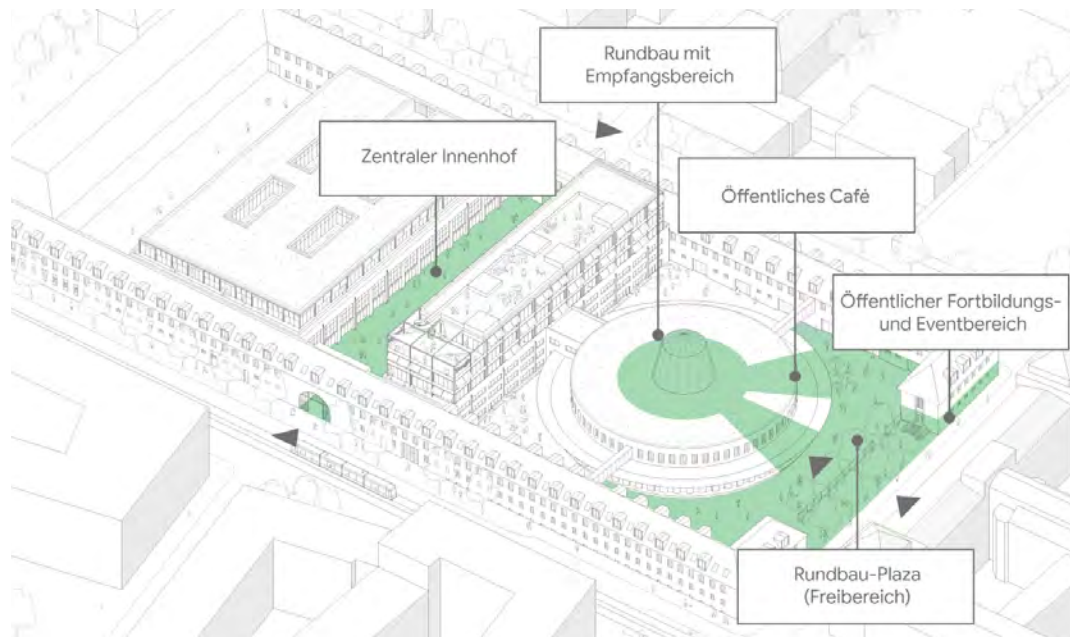 Rundbau mit
Empfangsbereich
Zentraler Innenhof
Öffentliches Café
Öffentlicher Fortbildungs-
und Eventbereich
Rundbau-Plaza
(Freibereich)